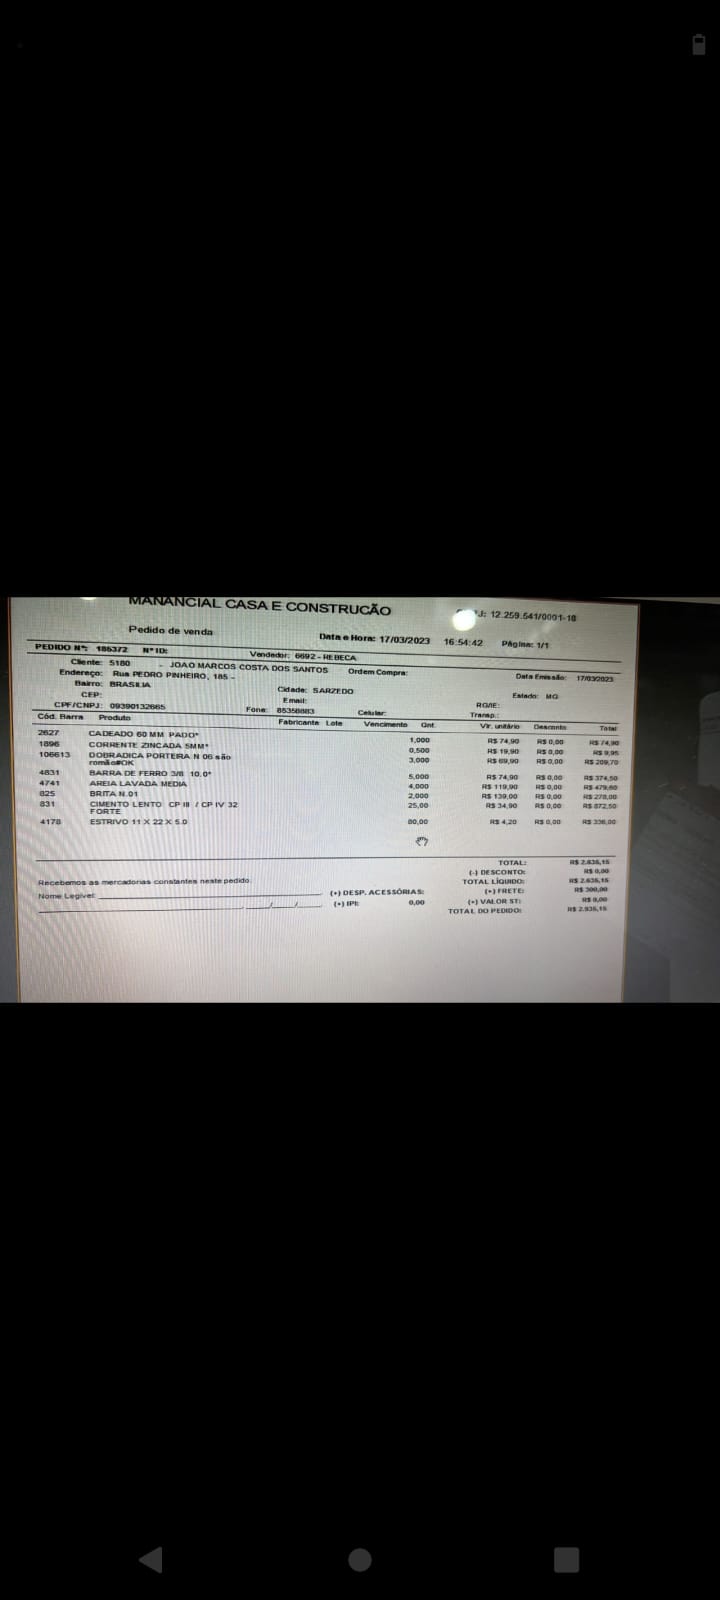 MANANCIAL CASA E CONSTRUCÃO
J: 12.259.541/0001-18
Pedido de venda Data e Hora: 17/03/2023 16:54:42 Página: 1/1
PEDIDO Nº: 186372 Nº ID: Vendedor: 6692 - REBECA
Cliente: 5180 - JOAO MARCOS COSTA DOS SANTOS Ordem Compra: Data Emissão: 17/03/2023
Endereço: Rua PEDRO PINHEIRO, 185 -
Bairro: BRASILIA Cidade: SARZEDO Estado: MG
CEP: Email: RG/IE:
CPF/CNPJ: 09390132665 Fone: 85358883 Celular: Transp.:
Cód. Barra Produto Fabricante Lote Vencimento Qnt. Vlr. unitário Desconto Total
2627 CADEADO 60 MM PADO* 1,000 R$ 74,90 R$ 0,00 R$ 74,90
1896 CORRENTE ZINCADA 5MM* 0,500 R$ 19,90 R$ 0,00 R$ 9,95
106613 DOBRADICA PORTEIRA N 06 são 3,000 R$ 69,90 R$ 0,00 R$ 209,70
romão#OK
4831 BARRA DE FERRO 3/8 10.0* 5,000 R$ 74,90 R$ 0,00 R$ 374,50
4741 AREIA LAVADA MEDIA 4,000 R$ 119,90 R$ 0,00 R$ 479,60
825 BRITA N.01 2,000 R$ 139,00 R$ 0,00 R$ 278,00
831 CIMENTO LENTO CP III / CP IV 32 25,00 R$ 34,90 R$ 0,00 R$ 872,50
FORTE
4178 ESTRIVO 11 X 22 X 5.0 80,00 R$ 4,20 R$ 0,00 R$ 336,00
TOTAL: R$ 2.635,15
(-) DESCONTO: R$ 0,00
Recebemos as mercadorias constantes neste pedido. TOTAL LÍQUIDO: R$ 2.635,15
Nome Legível: (+) DESP. ACESSÓRIAS: (+) FRETE: R$ 300,00
(+) IPI: 0,00 (+) VALOR ST: R$ 0,00
TOTAL DO PEDIDO: R$ 2.935,15